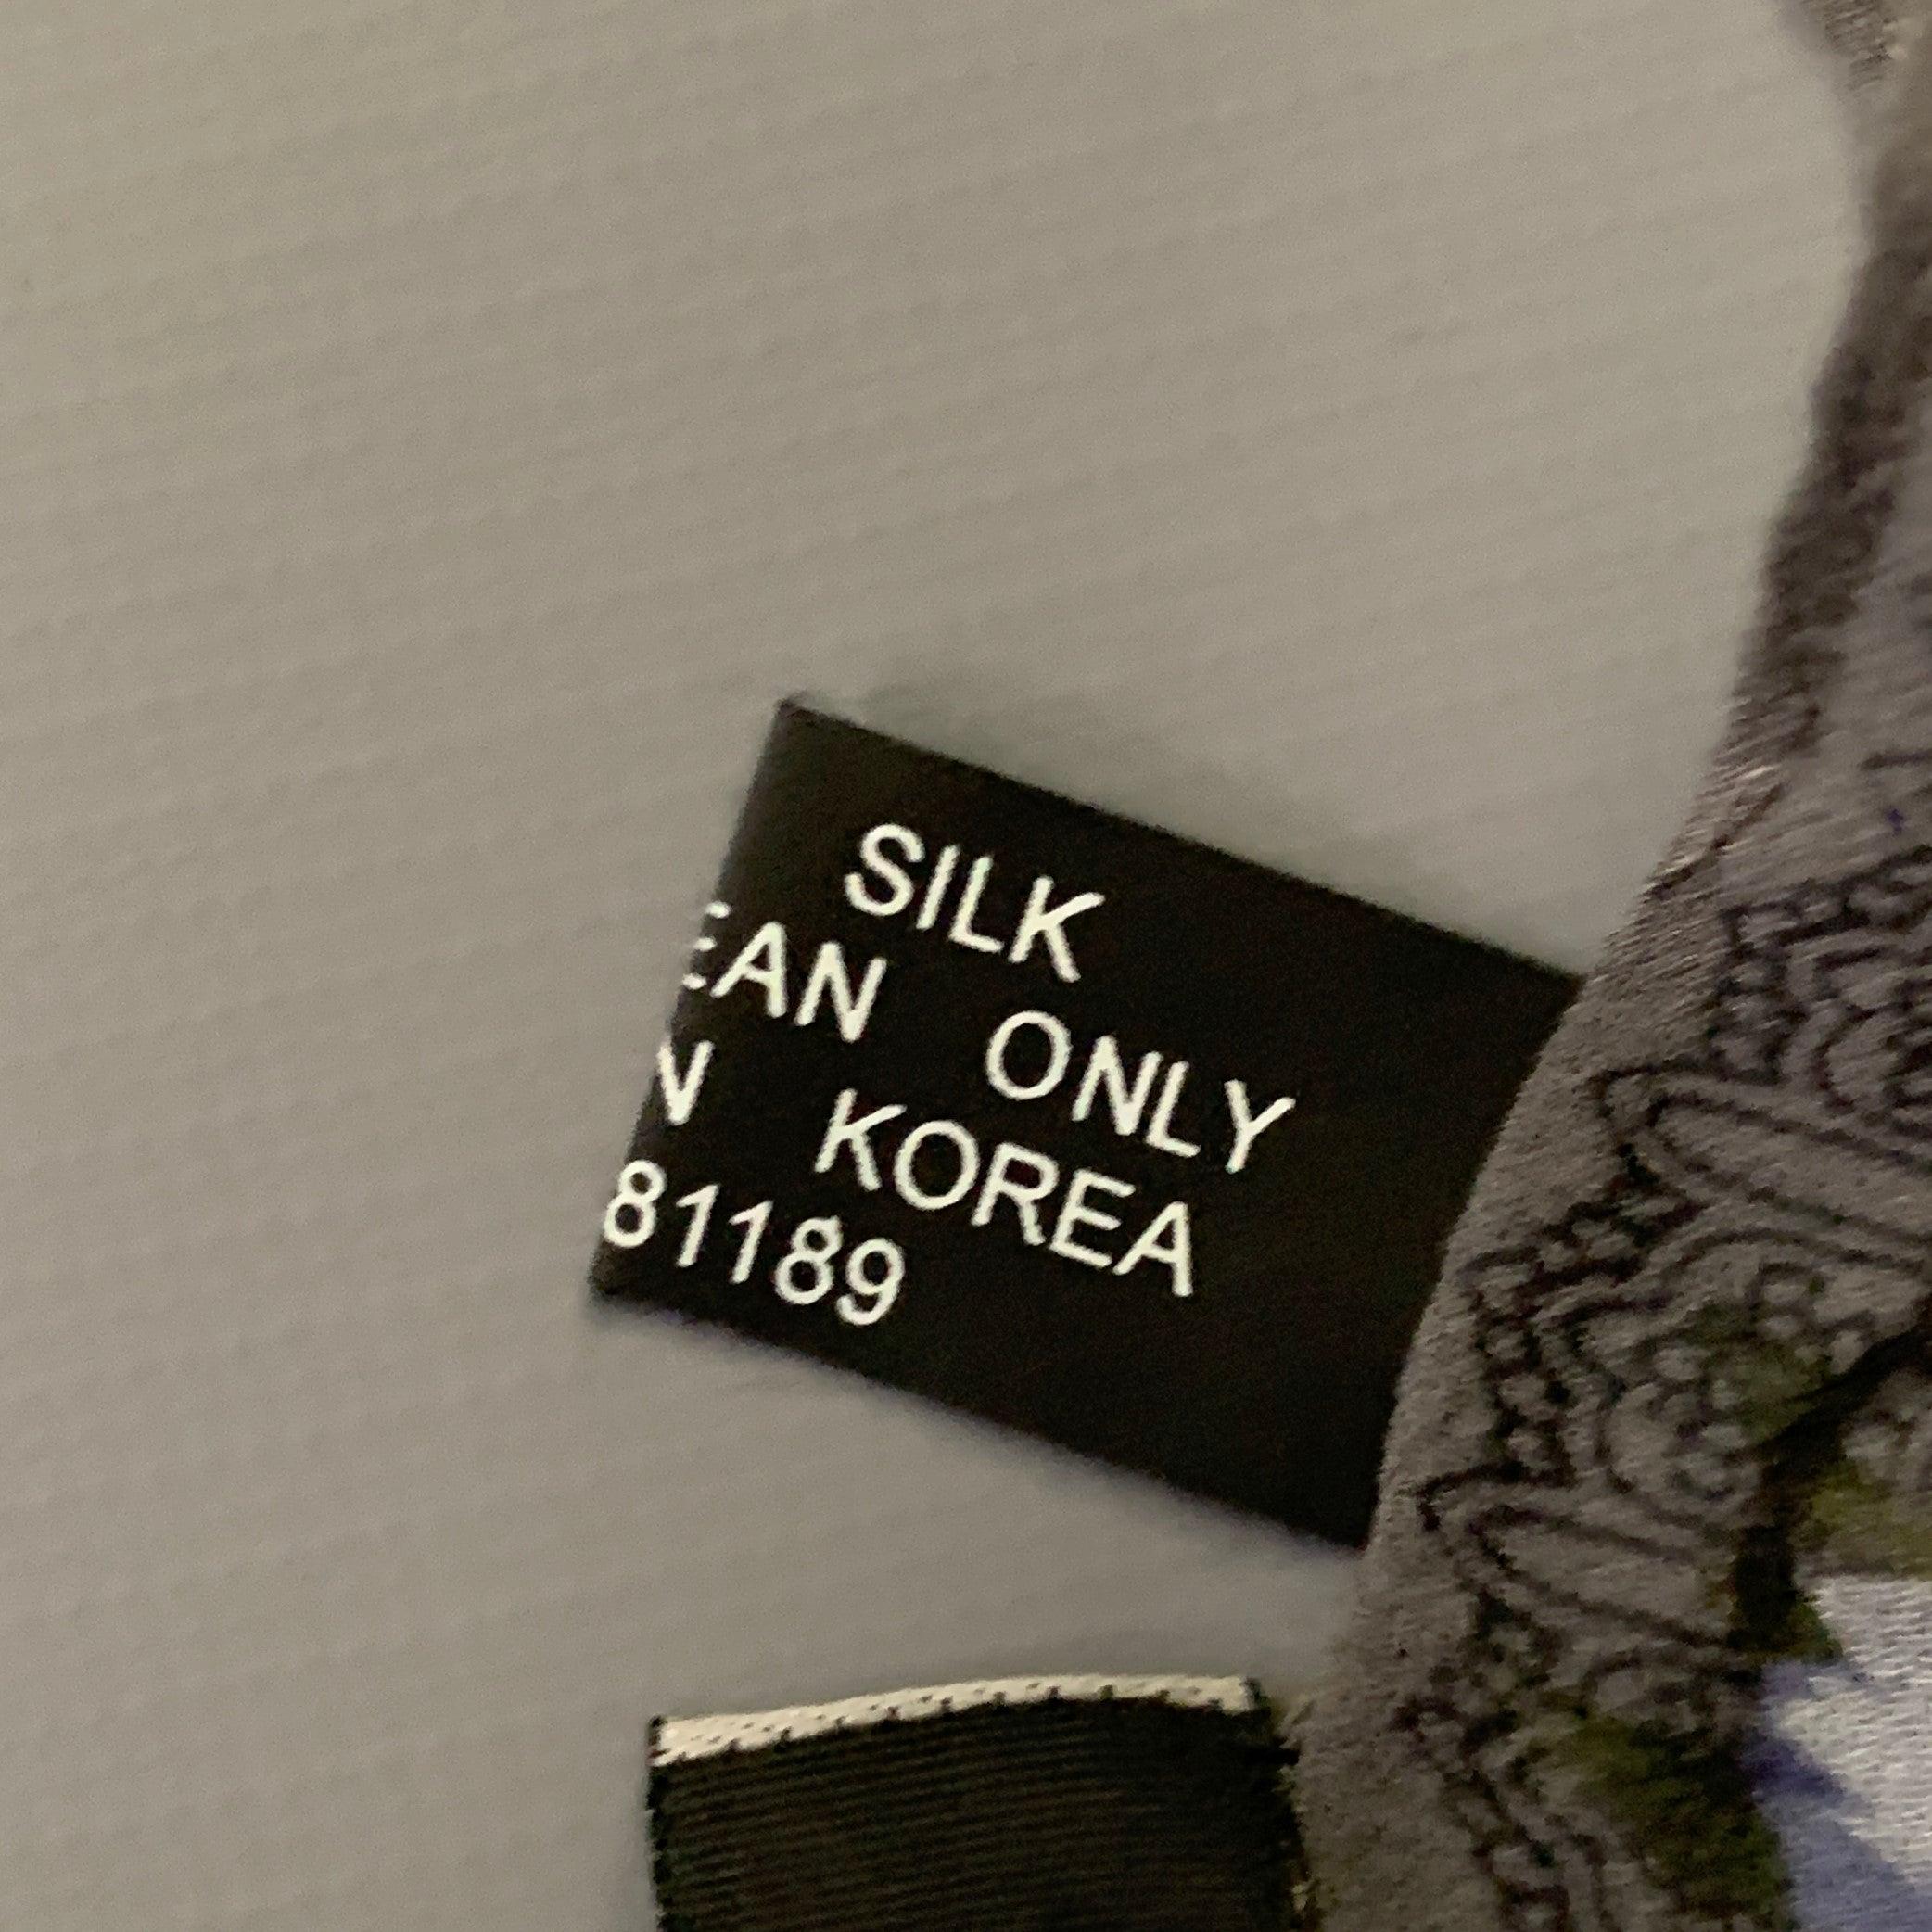 SILK
EAN ONLY
N KOREA
81189